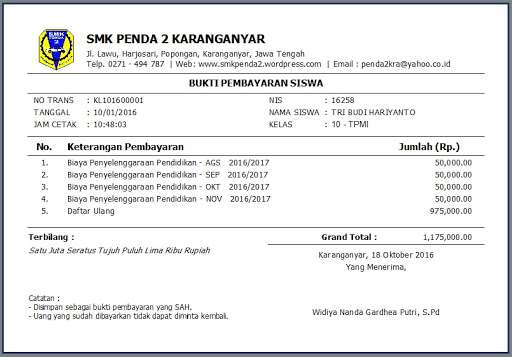 SMK PENDA 2 KARANGANYAR
Jl. Lawu, Harjosari, Popongan, Karanganyar, Jawa Tengah
Telp. 0271 - 494 787 | Web: www.smkpenda2.wordpress.com | Email : penda2kra@yahoo.co.id
BUKTI PEMBAYARAN SISWA
NO TRANS : KL101600001 NIS : 16258
TANGGAL : 10/01/2016 NAMA SISWA : TRI BUDI HARIYANTO
JAM CETAK : 10:48:03 KELAS : 10 - TPMI
No. Keterangan Pembayaran Jumlah (Rp.)
1. Biaya Penyelenggaraan Pendidikan - AGS 2016/2017 50,000.00
2. Biaya Penyelenggaraan Pendidikan - SEP 2016/2017 50,000.00
3. Biaya Penyelenggaraan Pendidikan - OKT 2016/2017 50,000.00
4. Biaya Penyelenggaraan Pendidikan - NOV 2016/2017 50,000.00
5. Daftar Ulang 975,000.00
Terbilang : Grand Total : 1,175,000.00
Satu Juta Seratus Tujuh Puluh Lima Ribu Rupiah
Karanganyar, 18 Oktober 2016
Yang Menerima,
Catatan :
- Disimpan sebagai bukti pembayaran yang SAH.
- Uang yang sudah dibayarkan tidak dapat diminta kembali.
Widiya Nanda Gardhea Putri, S.Pd